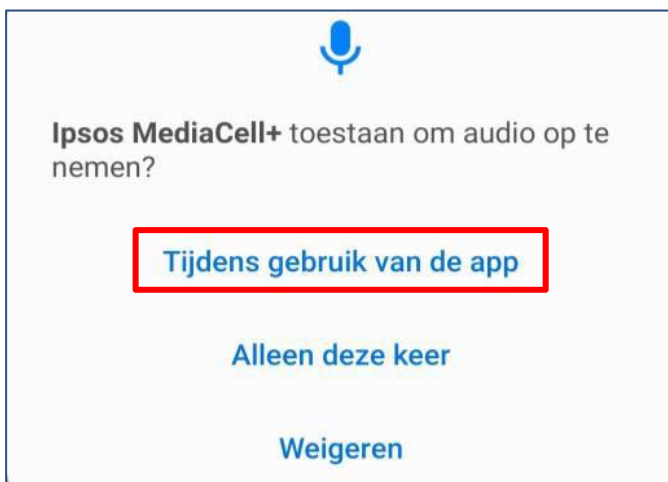 Ipsos MediaCell+ toestaan om audio op te
nemen?
Tijdens gebruik van de app
Alleen deze keer
Weigeren